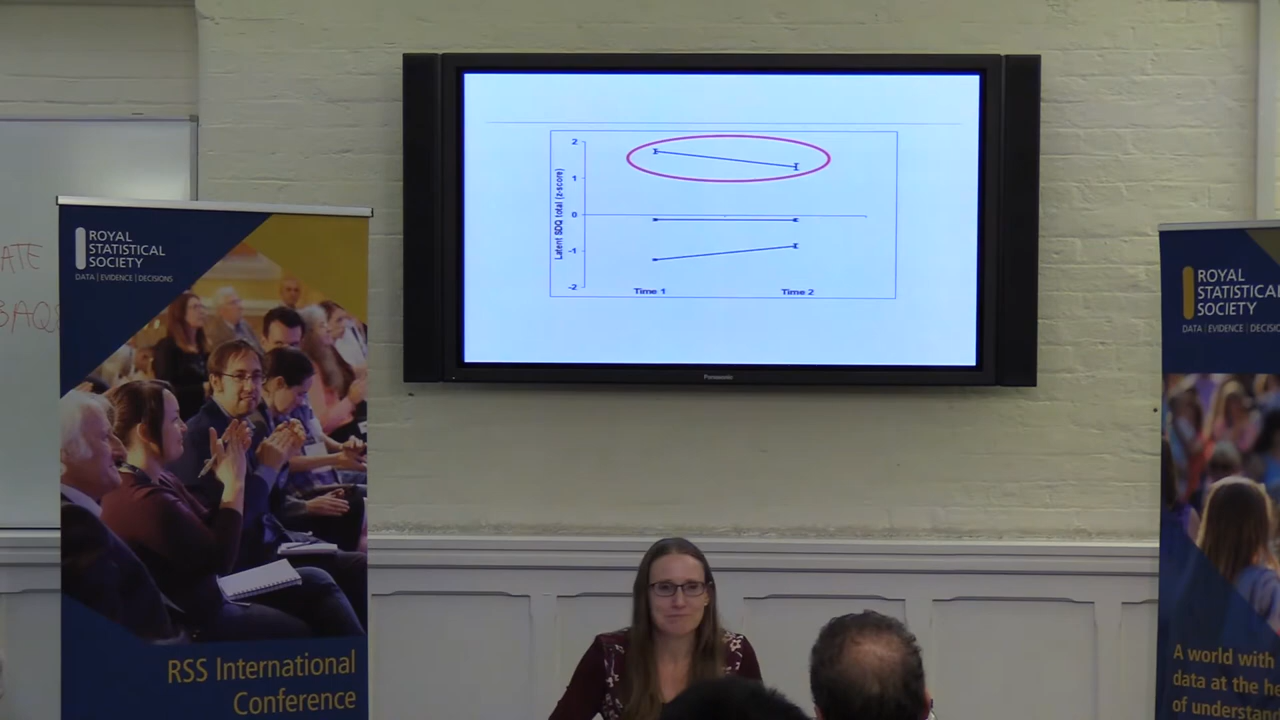 ATE
BAQ
ROYAL
STATISTICAL
SOCIETY
DATA | EVIDENCE | DECISIONS
RSS International
Conference
2
1
0
-1
-2
Latent SDQ total (z-score)
Time 1
Time 2
Panasonic
ROYAL
STATISTICAL
SOCIETY
DATA | EVIDENCE | DECISIO
A world with
data at the he
of understan